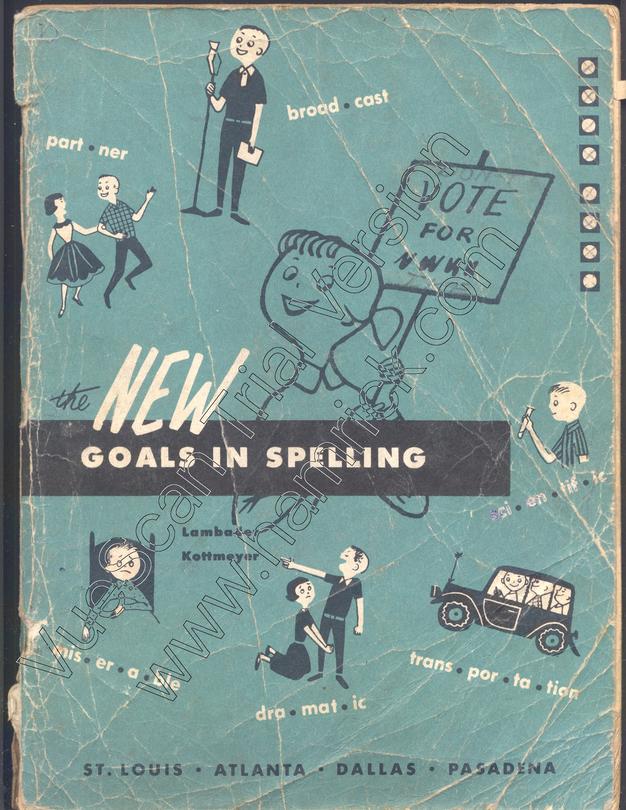 broad • cast
part • ner
VOTE
FOR
the NEW
GOALS IN SPELLING
sci • en • tif • ic
Lambader
Kottmeyer
mis • er • a • ble
trans • por • ta • tion
dra • mat • ic
ST. LOUIS • ATLANTA • DALLAS • PASADENA
VueScan Trial Version
www.hamrick.com